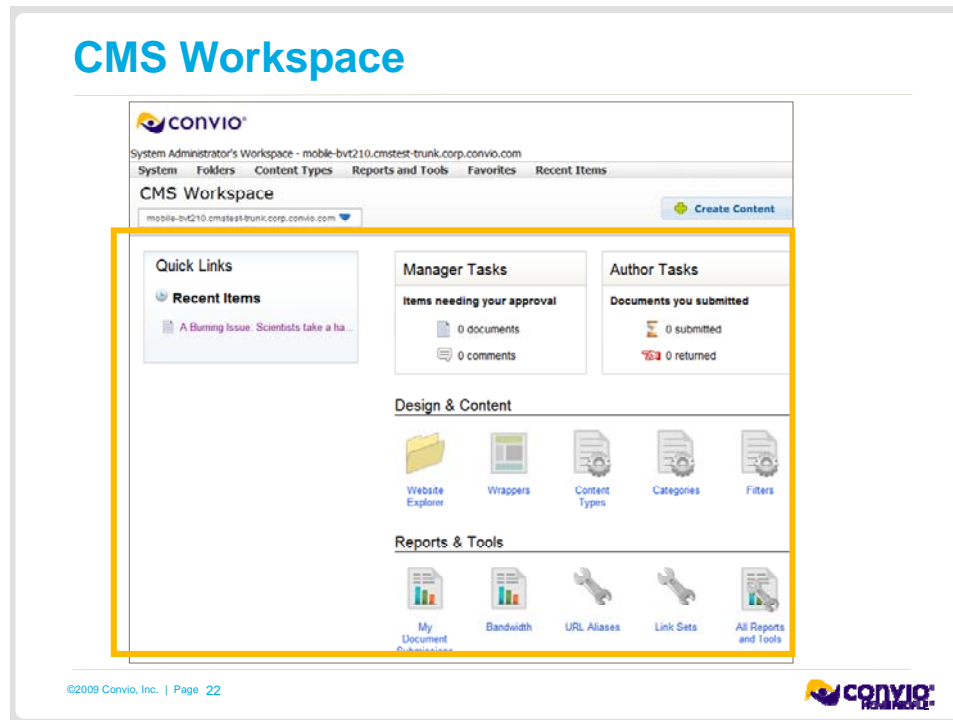 CMS Workspace
CONVIO
System Administrator's Workspace - moble-bvt210.cmstest-trunk.corp.convio.com
System Folders Content Types Reports and Tools Favorites Recent Items
CMS Workspace
mobile-bvt210.cmstest-trunk.corp.convio.com
Create Content
Quick Links
Recent Items
A Burning Issue: Scientists take a ha...
Manager Tasks
Items needing your approval
0 documents
0 comments
Author Tasks
Documents you submitted
0 submitted
0 returned
Design & Content
Website
Explorer
Wrappers
Content
Types
Categories
Filters
Reports & Tools
My
Document
Submissions
Bandwidth
URL Aliases
Link Sets
All Reports
and Tools
©2009 Convio, Inc. | Page 22
CONVIO